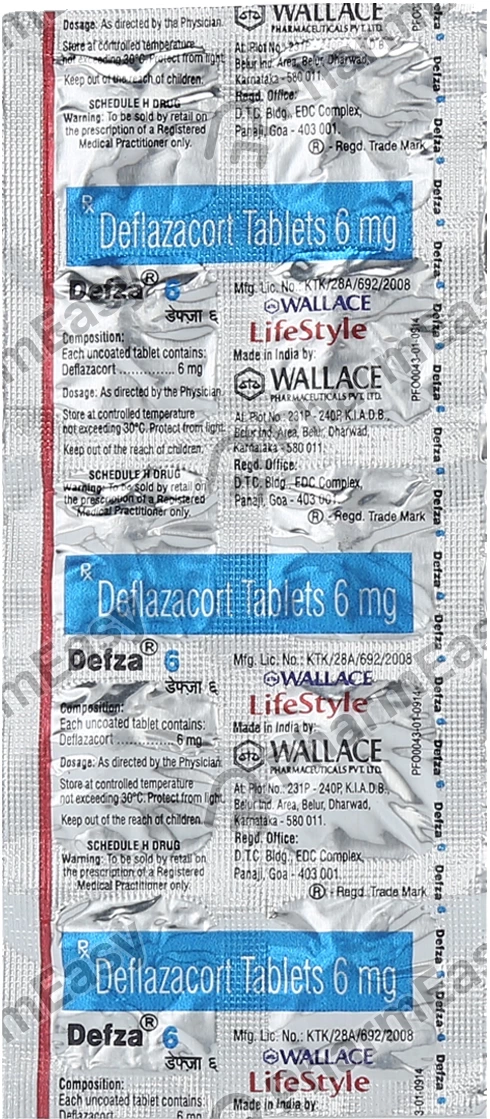 Dosage: As directed by the Physician.
Store at controlled temperature
not exceeding 30°C. Protect from light.
Keep out of the reach of children.
SCHEDULE H DRUG
Warning: To be sold by retail on
the prescription of a Registered
Medical Practitioner only.
WALLACE
PHARMACEUTICALS PVT. LTD.
At: Plot No.:
Belur Ind. Area, Belur, Dharwad,
Karnataka - 580 011.
Regd. Office:
D.T.C. Bldg., EDC Complex,
Panaji, Goa - 403 001.
® - Regd. Trade Mark
Rx
Deflazacort Tablets 6 mg
Defza® 6
डेफ्ज़ा ६
Composition:
Each uncoated tablet contains:
Deflazacort .............. 6 mg
Dosage: As directed by the Physician.
Store at controlled temperature
not exceeding 30°C. Protect from light.
Keep out of the reach of children.
SCHEDULE H DRUG
Warning: To be sold by retail on
the prescription of a Registered
Medical Practitioner only.
Mfg. Lic. No.: KTK/28A/692/2008
WALLACE
LifeStyle
Made in India by:
WALLACE
PHARMACEUTICALS PVT. LTD.
At: Plot No.: 231P - 240P, K.I.A.D.B.,
Belur Ind. Area, Belur, Dharwad,
Karnataka - 580 011.
Regd. Office:
D.T.C. Bldg., EDC Complex,
Panaji, Goa - 403 001.
® - Regd. Trade Mark
PFO0043-01-0914
Rx
Deflazacort Tablets 6 mg
Defza® 6
डेफ्ज़ा ६
Composition:
Each uncoated tablet contains:
Deflazacort .............. 6 mg
Dosage: As directed by the Physician.
Store at controlled temperature
not exceeding 30°C. Protect from light.
Keep out of the reach of children.
SCHEDULE H DRUG
Warning: To be sold by retail on
the prescription of a Registered
Medical Practitioner only.
Mfg. Lic. No.: KTK/28A/692/2008
WALLACE
LifeStyle
Made in India by:
WALLACE
PHARMACEUTICALS PVT. LTD.
At: Plot No.: 231P - 240P, K.I.A.D.B.,
Belur Ind. Area, Belur, Dharwad,
Karnataka - 580 011.
Regd. Office:
D.T.C. Bldg., EDC Complex,
Panaji, Goa - 403 001.
® - Regd. Trade Mark
PFO0043-01-0914
Rx
Deflazacort Tablets 6 mg
Defza® 6
डेफ्ज़ा ६
Composition:
Each uncoated tablet contains:
Deflazacort 6 mg
Mfg. Lic. No.: KTK/28A/692/2008
WALLACE
LifeStyle
Made in India by:
-01-0914
Defza 6 Defza 6 Defza 6 Defza 6 Defza 6 Defza 6 Defza 6 Defza 6
PharmEasy